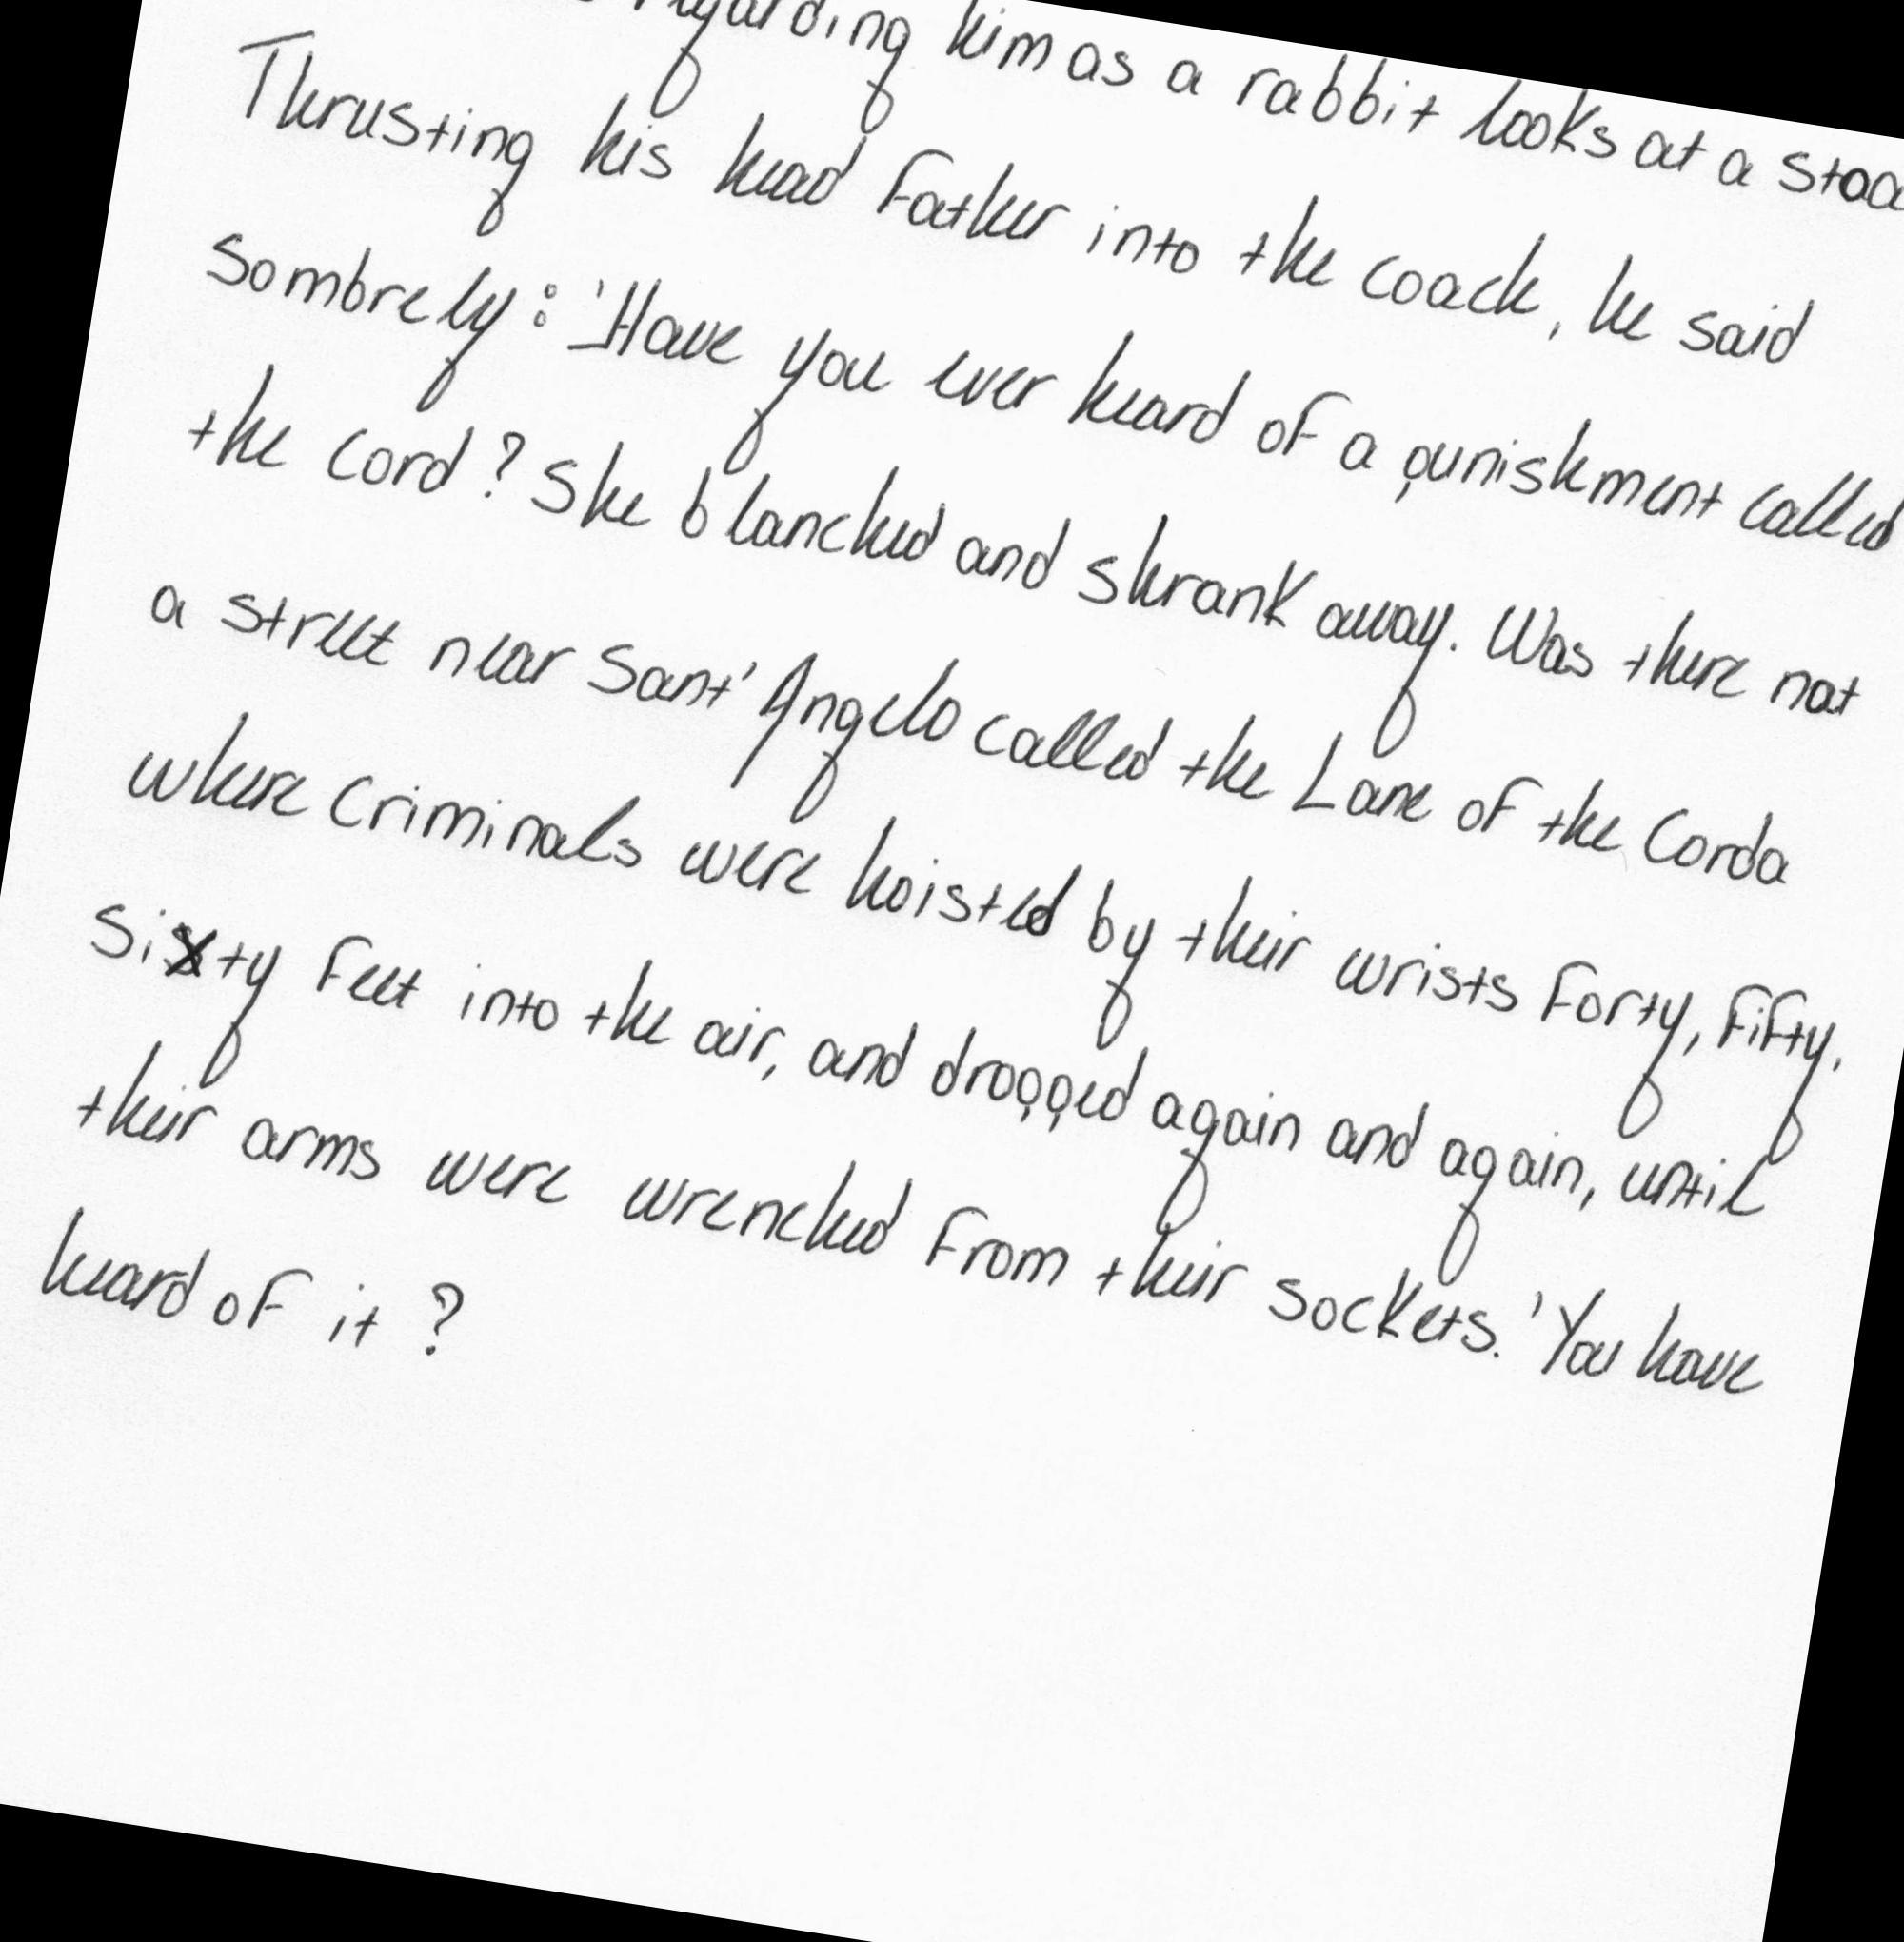 regarding him as a rabbit looks at a
Thrusting his head father into the coach, he said
sombrely: 'Have you ever heard of a punishment called
the cord? She blanched and shrank away. Was there not
a street near Sant' Angelo called the Lane of the Corda
where criminals were hoisted by their wrists forty, fifty,
sixty feet into the air, and dropped again and again, until
their arms were wrenched from their sockets. 'You have
heard of it?